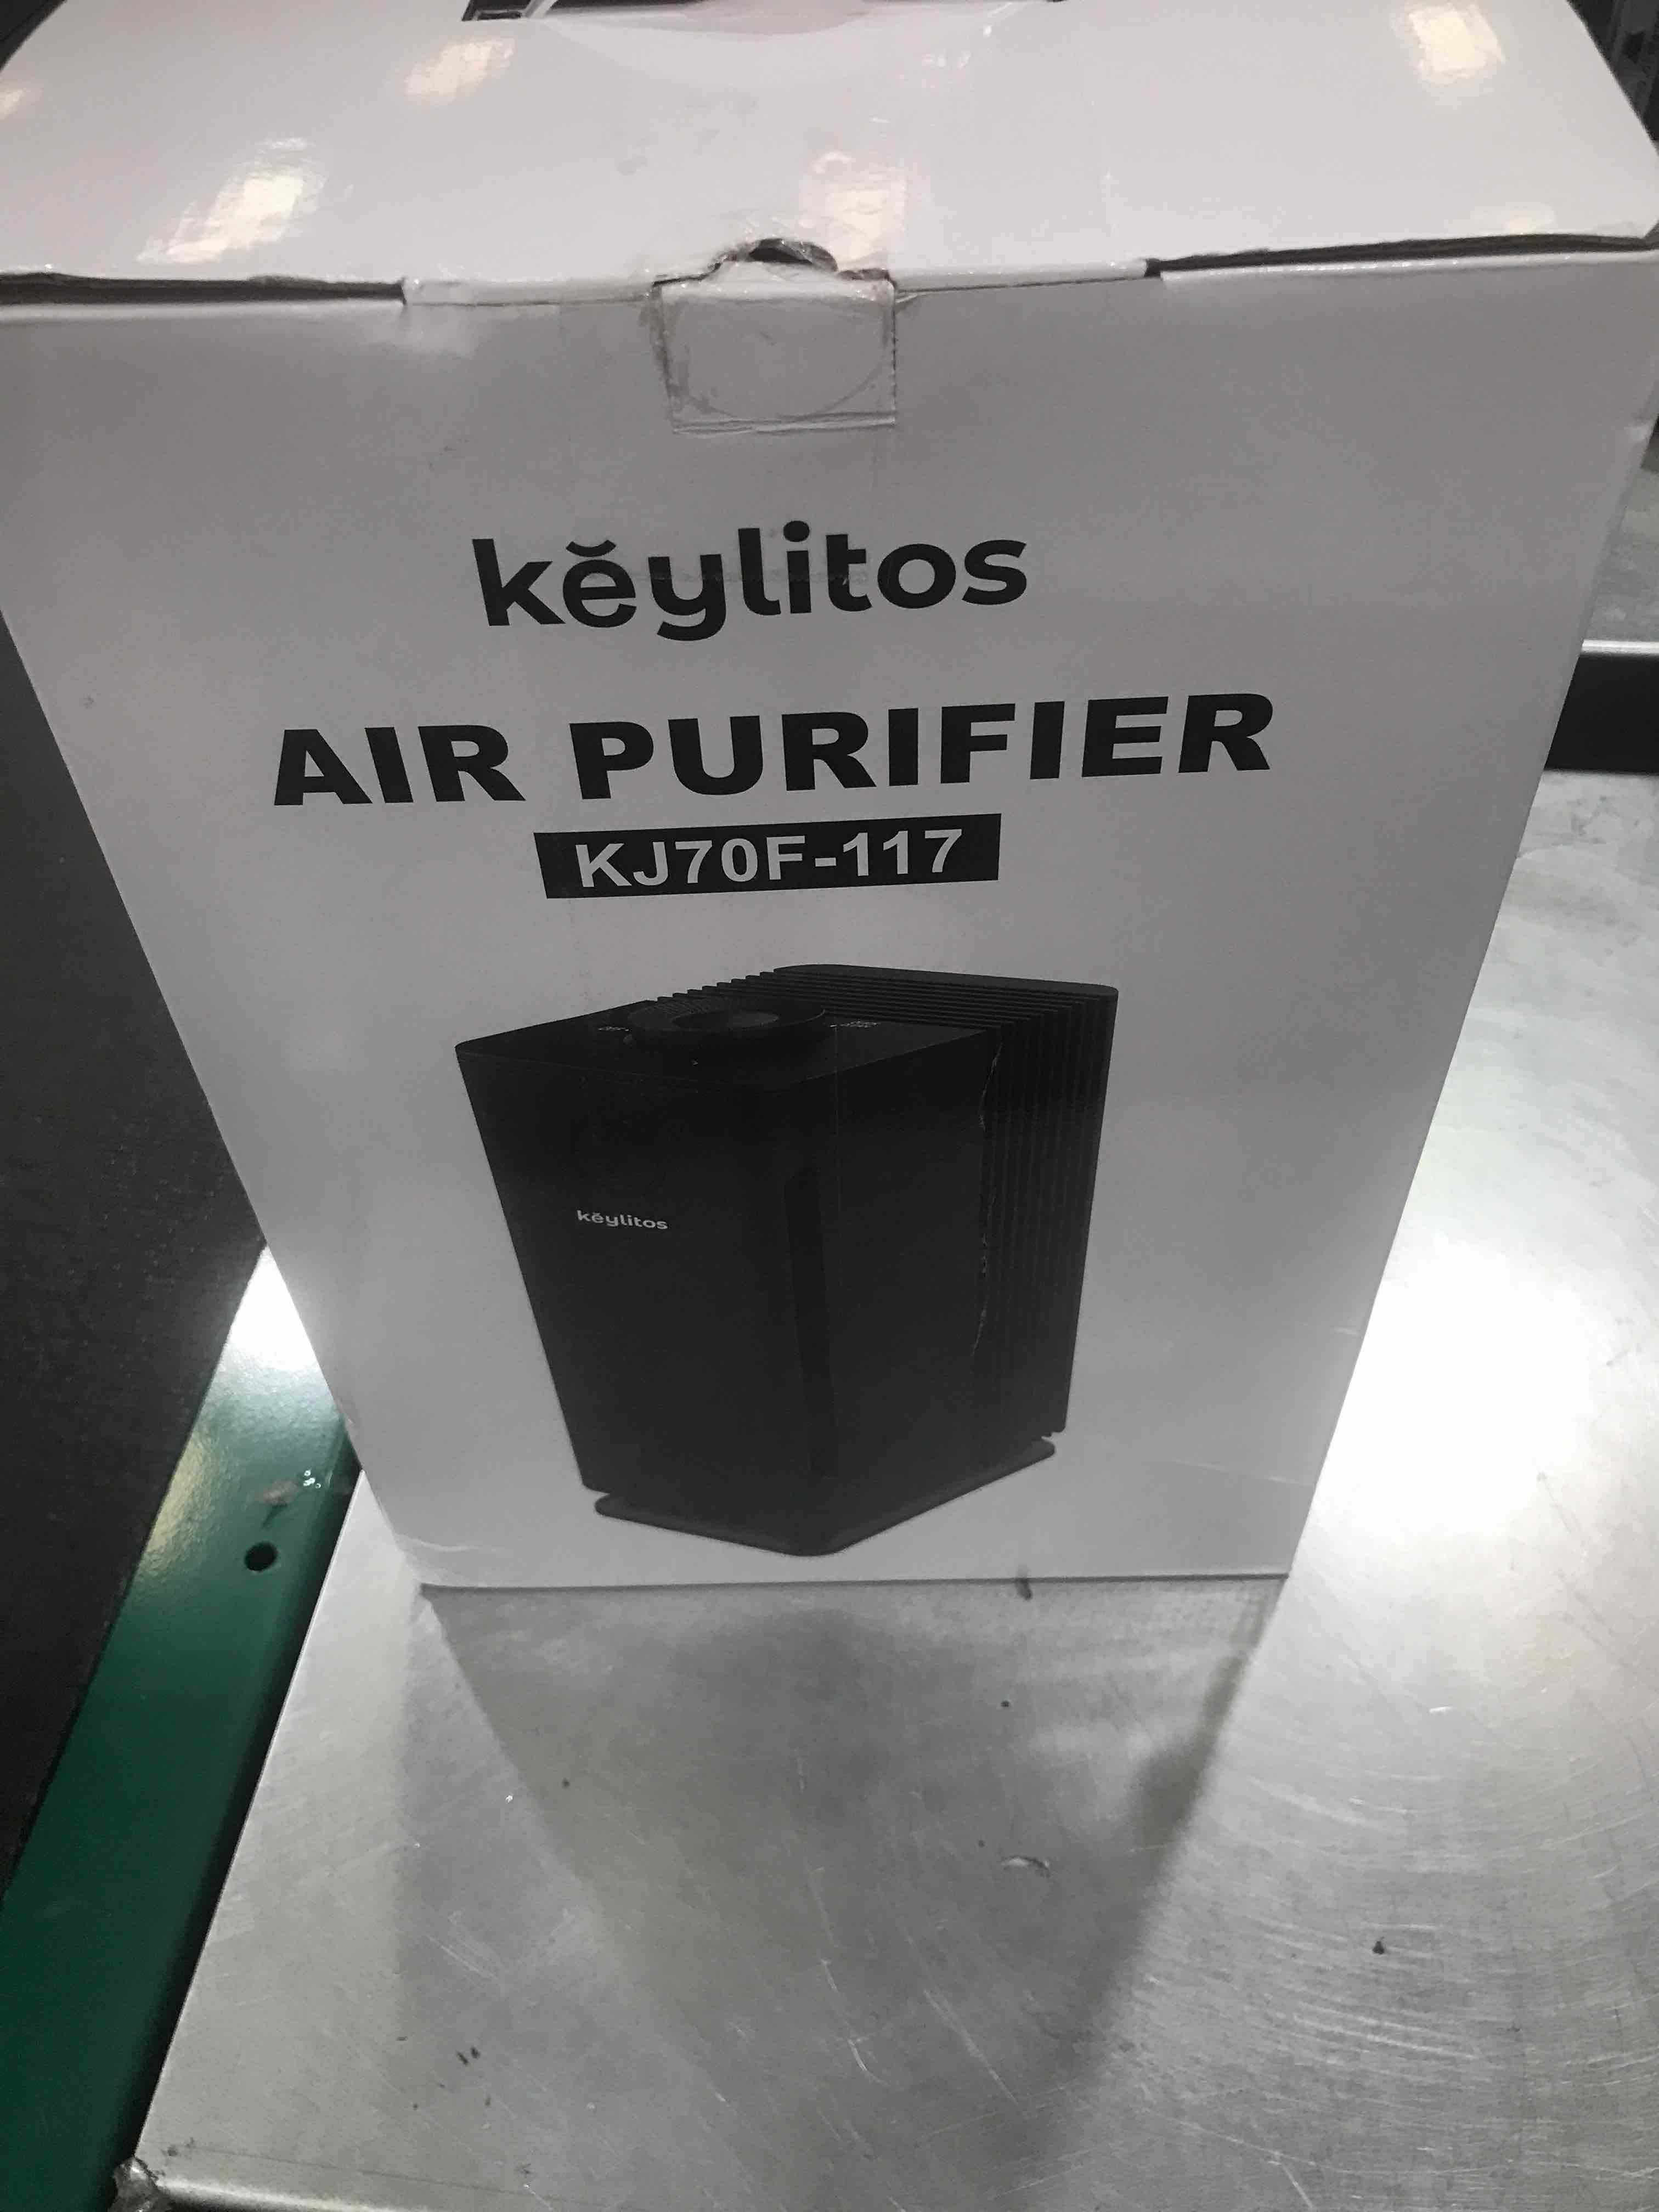 kĕylitos
AIR PURIFIER
KJ70F-117
kĕylitos